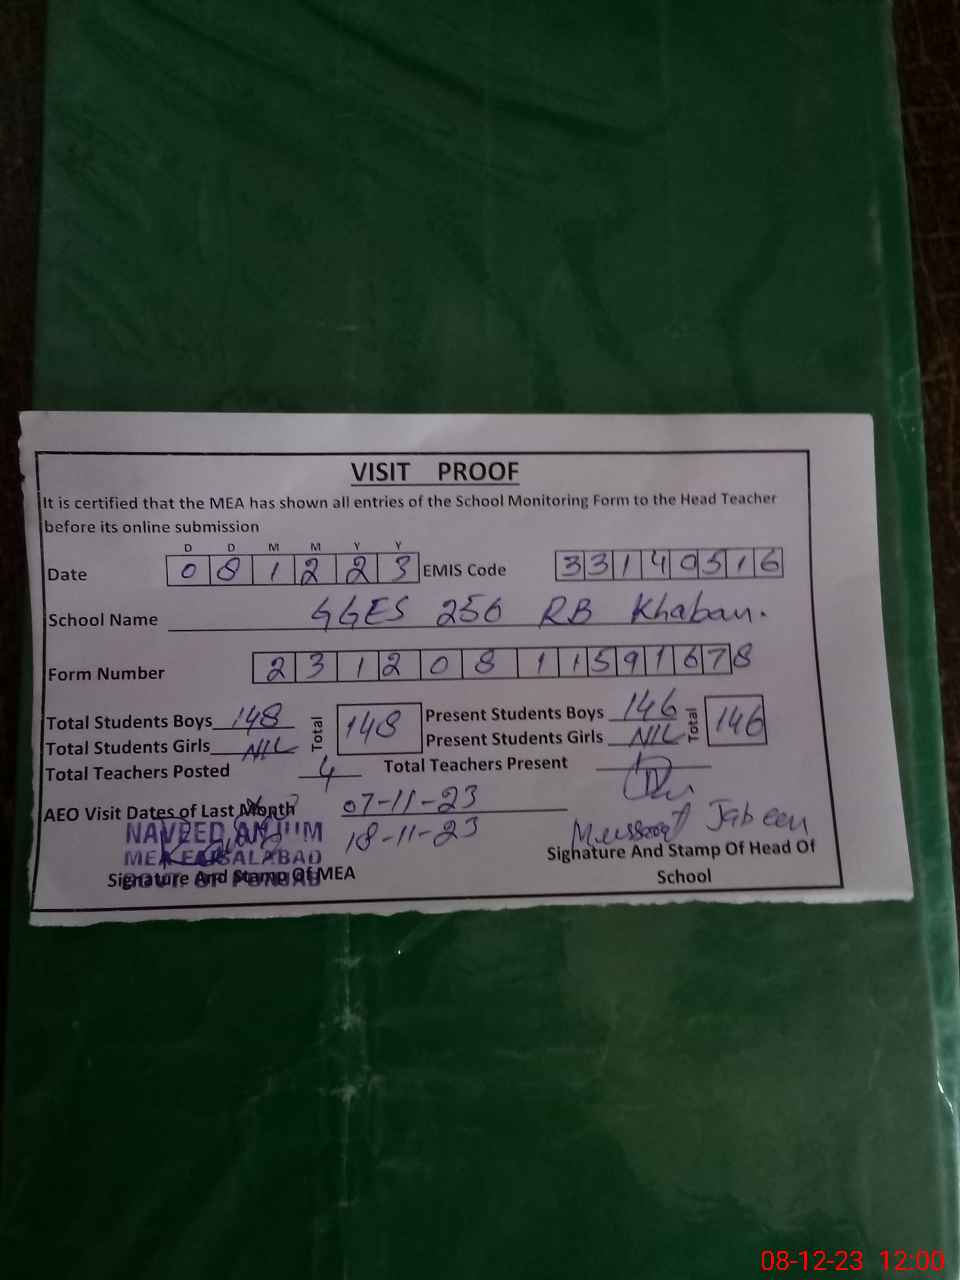 VISIT PROOF
It is certified that the MEA has shown all entries of the School Monitoring Form to the Head Teacher
before its online submission
D D M M Y Y
Date 0 8 1 2 2 3 EMIS Code 3 3 1 4 0 5 1 6
School Name GGES 256 RB Khaban.
Form Number 2 3 1 2 0 8 1 1 5 9 1 6 7 8
Total Students Boys 148 Total 148 Present Students Boys 146 Total 146
Total Students Girls NIL Present Students Girls NIL
Total Teachers Posted 4 Total Teachers Present
AEO Visit Dates of Last Month 07-11-23
18-11-23
NAVEED ANJUM
MEA FAISALABAD
GOVT. OF PUNJAB
Signature And Stamp Of MEA
Mussarat Jabeen
Signature And Stamp Of Head Of
School
08-12-23 12:00